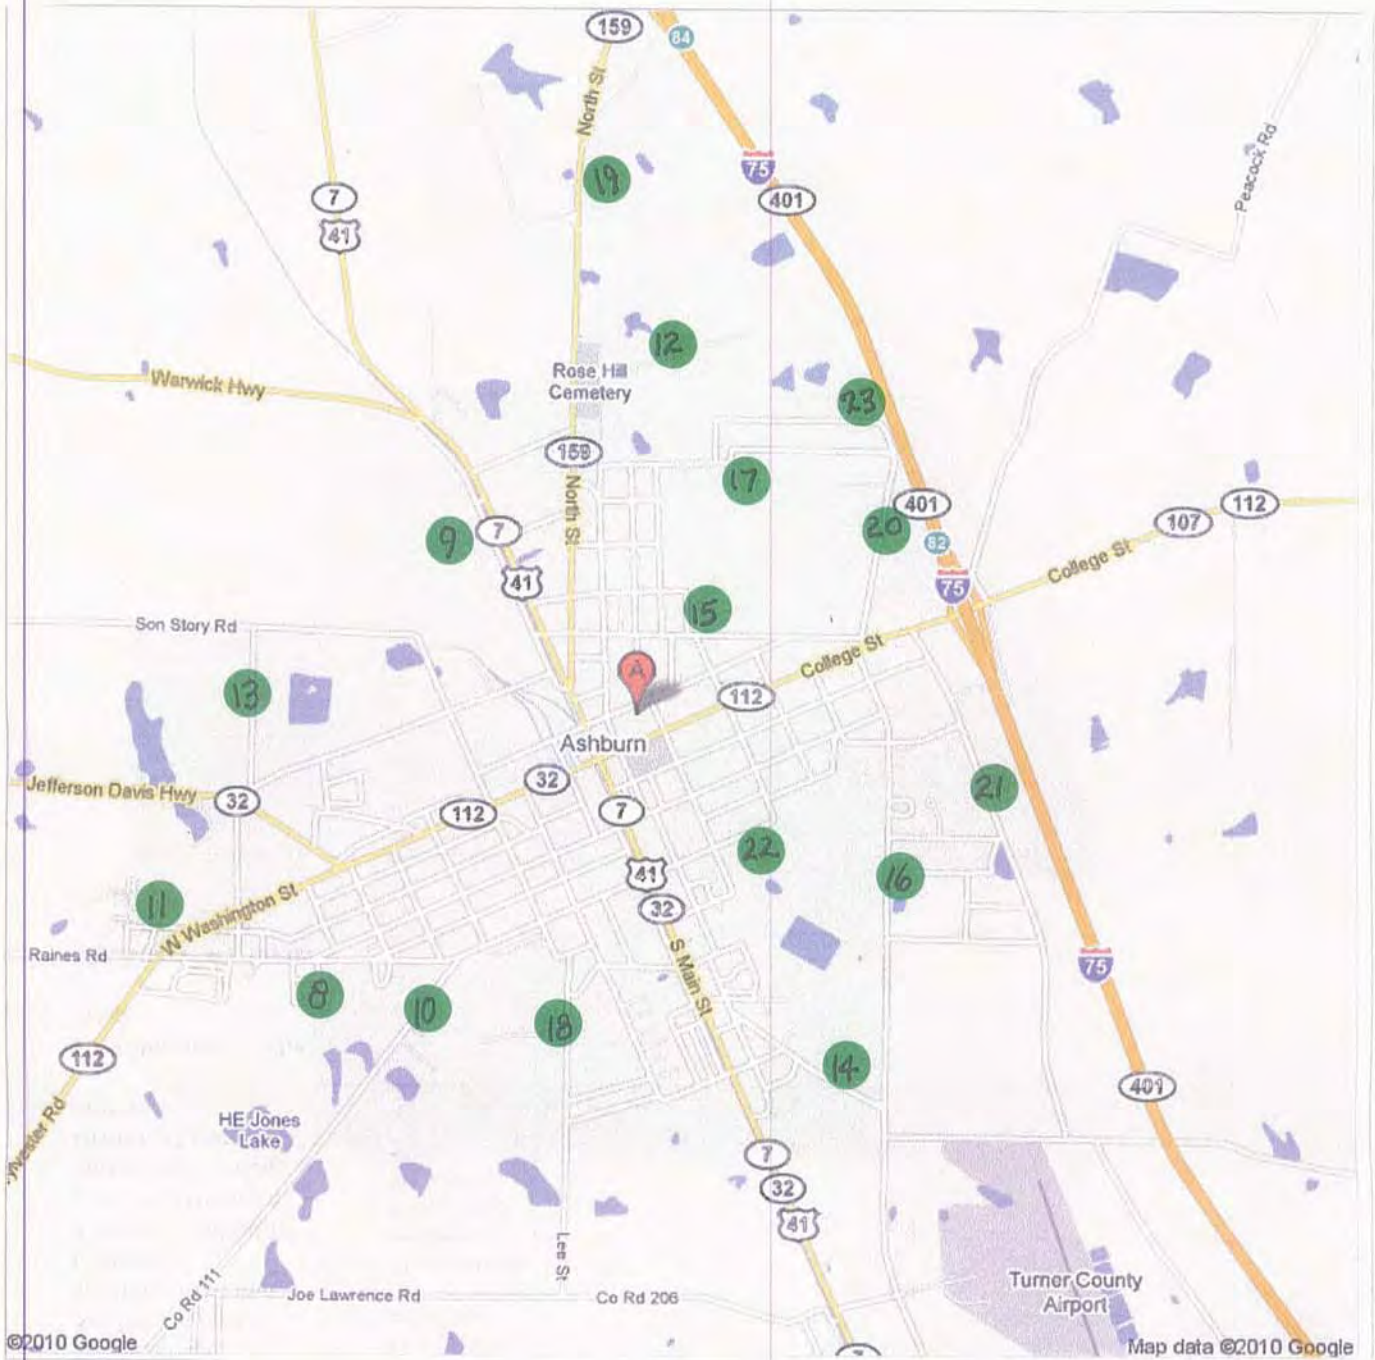 159
84
North St
75
19
7
401
41
Peacock Rd
12
Rose Hill
Cemetery
Warwick Hwy
23
159
17
401
112
107
20
North St
9
7
82
College St
41
75
15
Son Story Rd
College St
A
13
112
Ashburn
32
Jefferson Davis Hwy
32
112
7
21
22
41
16
32
11
W Washington St
Raines Rd
S Main St
75
8
10
18
112
14
401
HE Jones
Lake
ylvester Rd
7
32
41
Lee St
Turner County
Airport
Co Rd 111
Joe Lawrence Rd
Co Rd 206
©2010 Google
Map data ©2010 Google